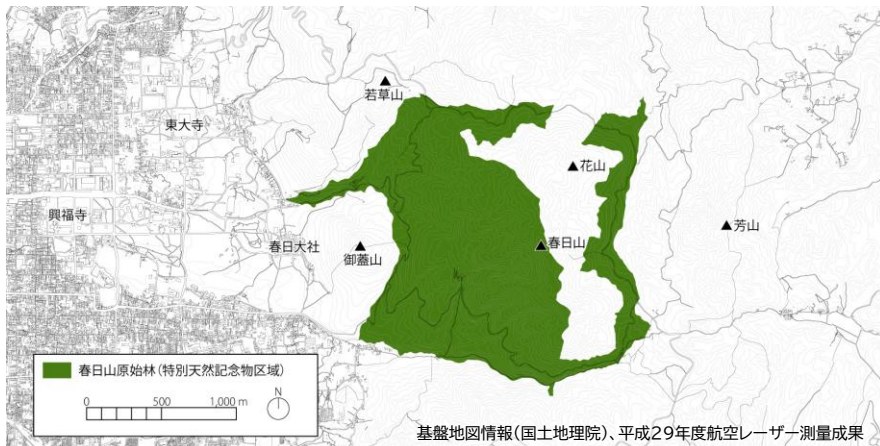 若草山
東大寺
花山
興福寺
芳山
春日大社
御蓋山
春日山
春日山原始林(特別天然記念物区域)
0 500 1,000 m
N
基盤地図情報(国土地理院)、平成29年度航空レーザー測量成果